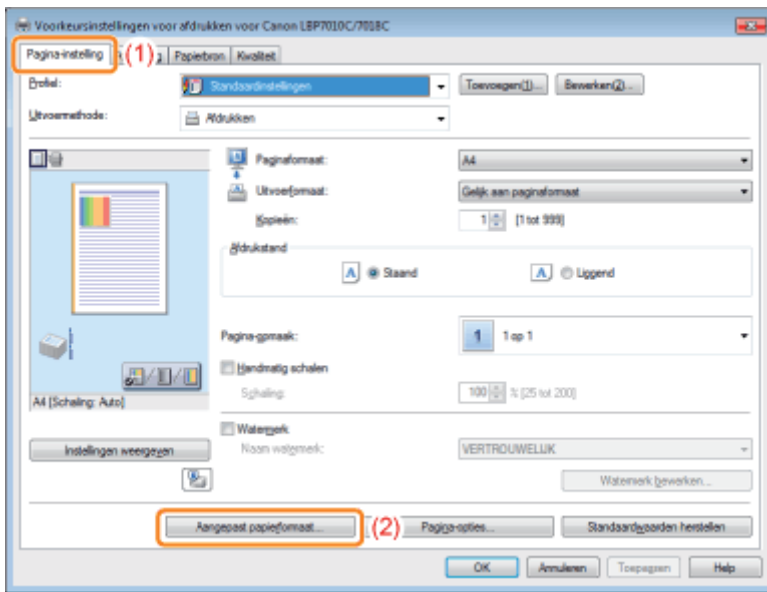 Voorkeursinstellingen voor afdrukken voor Canon LBP7010C/7018C
Pagina-instelling (1) g Papierbron Kwaliteit
Profiel: Standaardinstellingen Toevoegen(1)... Bewerken(2)...
Uitvoermethode: Afdrukken
Paginaformaat: A4
Uitvoerformaat: Gelijk aan paginaformaat
Kopieën: 1 [1 tot 999]
Afdrukstand
A Staand A Liggend
Pagina-opmaak: 1 1 op 1
Handmatig schalen
A4 [Schaling: Auto] Schaling: 100 % [25 tot 200]
Watermerk
Instellingen weergeven Naam watermerk: VERTROUWELIJK
Watermerk bewerken...
Aangepast papierformaat... (2) Pagina-opties... Standaardwaarden herstellen
OK Annuleren Toepassen Help